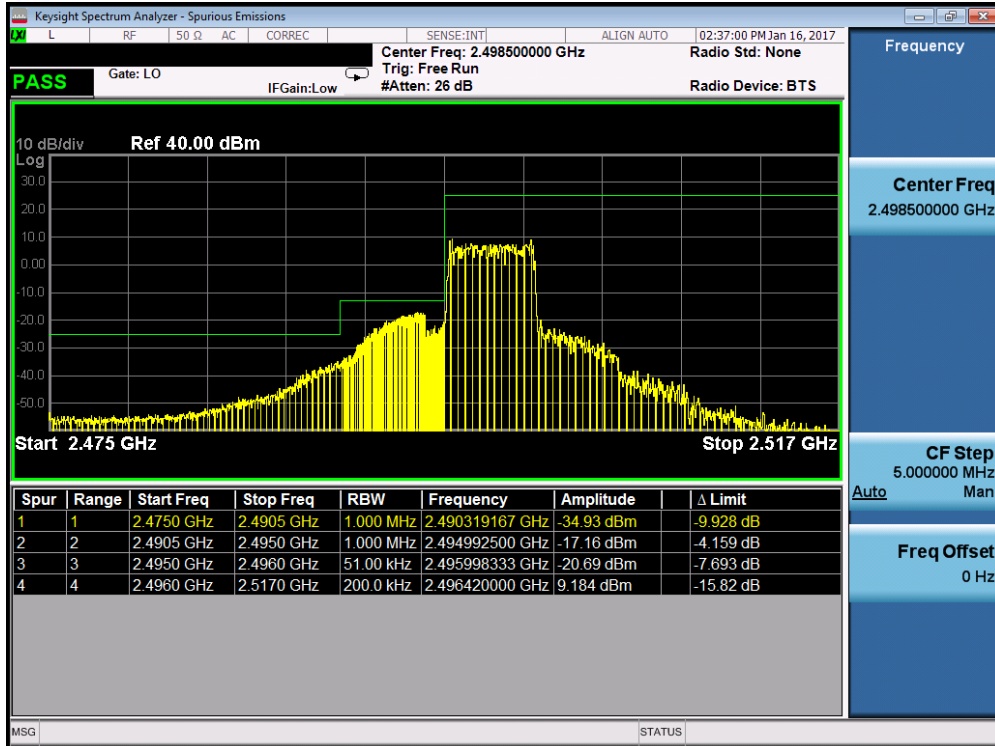 Keysight Spectrum Analyzer - Spurious Emissions
LXI L RF 50 Ω AC CORREC SENSE:INT ALIGN AUTO 02:37:00 PM Jan 16, 2017
Center Freq: 2.498500000 GHz Radio Std: None
Gate: LO Trig: Free Run
PASS IFGain:Low #Atten: 26 dB Radio Device: BTS
10 dB/div Ref 40.00 dBm
Log
30.0
20.0
10.0
0.00
-10.0
-20.0
-30.0
-40.0
-50.0
Start 2.475 GHz Stop 2.517 GHz
Spur Range Start Freq Stop Freq RBW Frequency Amplitude Δ Limit
1 1 2.4750 GHz 2.4905 GHz 1.000 MHz 2.490319167 GHz -34.93 dBm -9.928 dB
2 2 2.4905 GHz 2.4950 GHz 1.000 MHz 2.494992500 GHz -17.16 dBm -4.159 dB
3 3 2.4950 GHz 2.4960 GHz 51.00 kHz 2.495998333 GHz -20.69 dBm -7.693 dB
4 4 2.4960 GHz 2.5170 GHz 200.0 kHz 2.496420000 GHz 9.184 dBm -15.82 dB
MSG STATUS
Frequency
Center Freq
2.498500000 GHz
CF Step
5.000000 MHz
Auto Man
Freq Offset
0 Hz